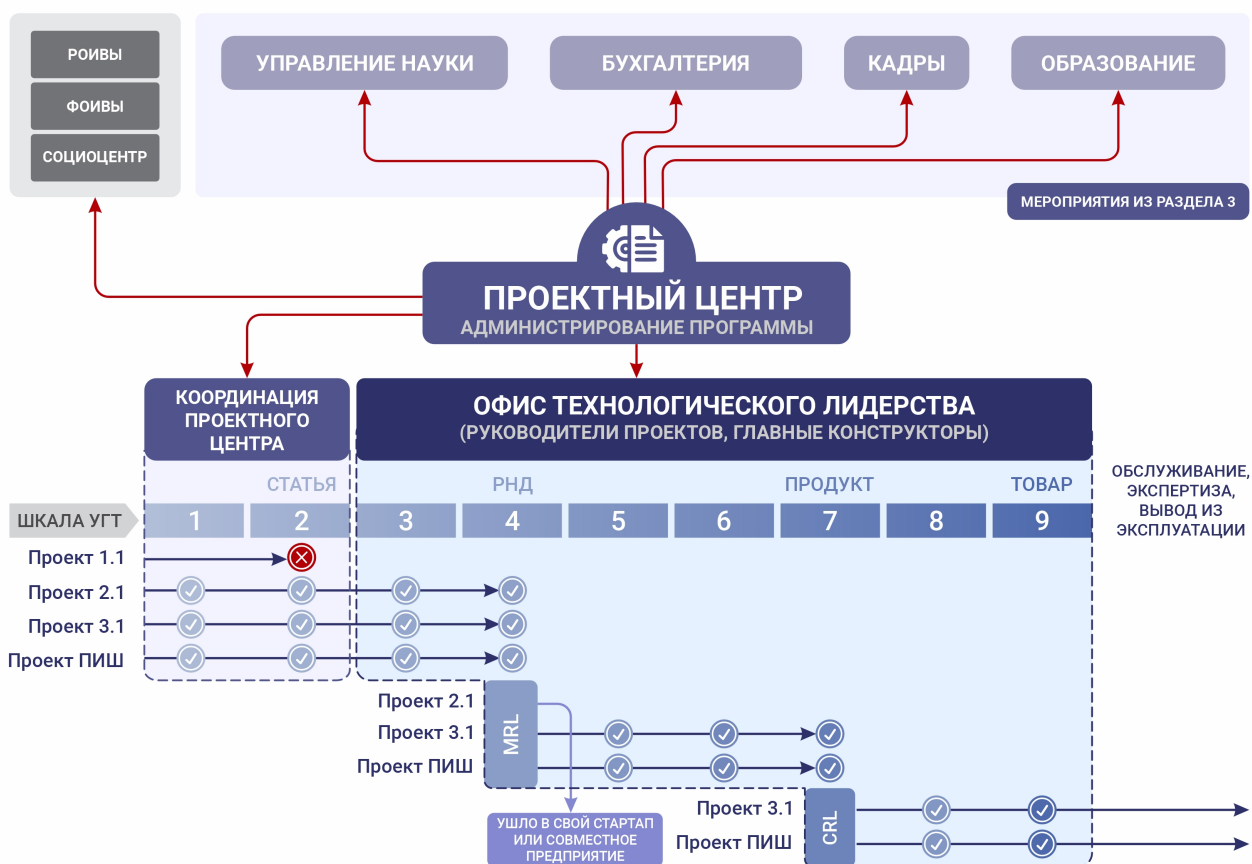 РОИВЫ
ФОИВЫ
СОЦИОЦЕНТР
УПРАВЛЕНИЕ НАУКИ
БУХГАЛТЕРИЯ
КАДРЫ
ОБРАЗОВАНИЕ
МЕРОПРИЯТИЯ ИЗ РАЗДЕЛА 3
ПРОЕКТНЫЙ ЦЕНТР
АДМИНИСТРИРОВАНИЕ ПРОГРАММЫ
КООРДИНАЦИЯ
ПРОЕКТНОГО
ЦЕНТРА
ОФИС ТЕХНОЛОГИЧЕСКОГО ЛИДЕРСТВА
(РУКОВОДИТЕЛИ ПРОЕКТОВ, ГЛАВНЫЕ КОНСТРУКТОРЫ)
СТАТЬЯ
РНД
ПРОДУКТ
ТОВАР
ОБСЛУЖИВАНИЕ,
ЭКСПЕРТИЗА,
ВЫВОД ИЗ
ЭКСПЛУАТАЦИИ
ШКАЛА УГТ
1
2
3
4
5
6
7
8
9
Проект 1.1
Проект 2.1
Проект 3.1
Проект ПИШ
Проект 2.1
Проект 3.1
Проект ПИШ
MRL
УШЛО В СВОЙ СТАРТАП
ИЛИ СОВМЕСТНОЕ
ПРЕДПРИЯТИЕ
Проект 3.1
Проект ПИШ
CRL